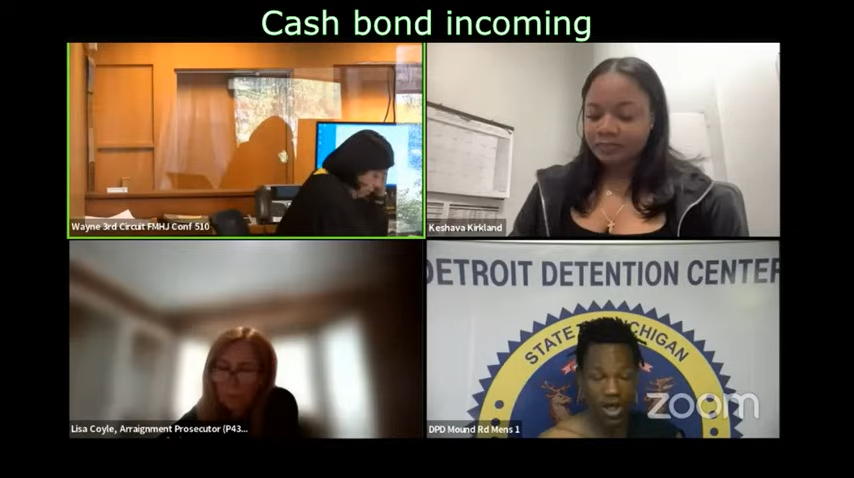 Cash bond incoming
Wayne 3rd Circuit FMHJ Conf 510
Keshava Kirkland
DETROIT DETENTION CENTER
STATE MICHIGAN
zoom
Lisa Coyle, Arraignment Prosecutor (P43...
DPD Mound Rd Mens 1